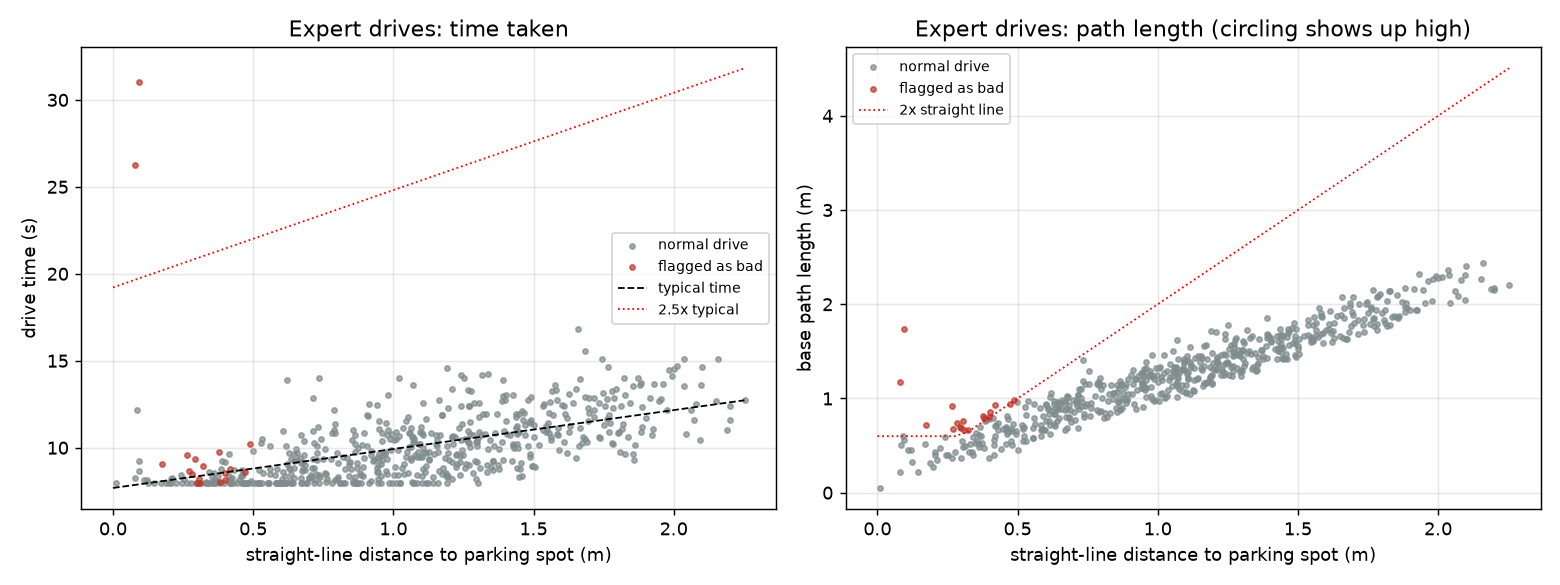 Expert drives: time taken
drive time (s)
30
25
20
15
10
normal drive
flagged as bad
typical time
2.5x typical
0.0 0.5 1.0 1.5 2.0
straight-line distance to parking spot (m)
Expert drives: path length (circling shows up high)
base path length (m)
4
3
2
1
0
normal drive
flagged as bad
2x straight line
0.0 0.5 1.0 1.5 2.0
straight-line distance to parking spot (m)